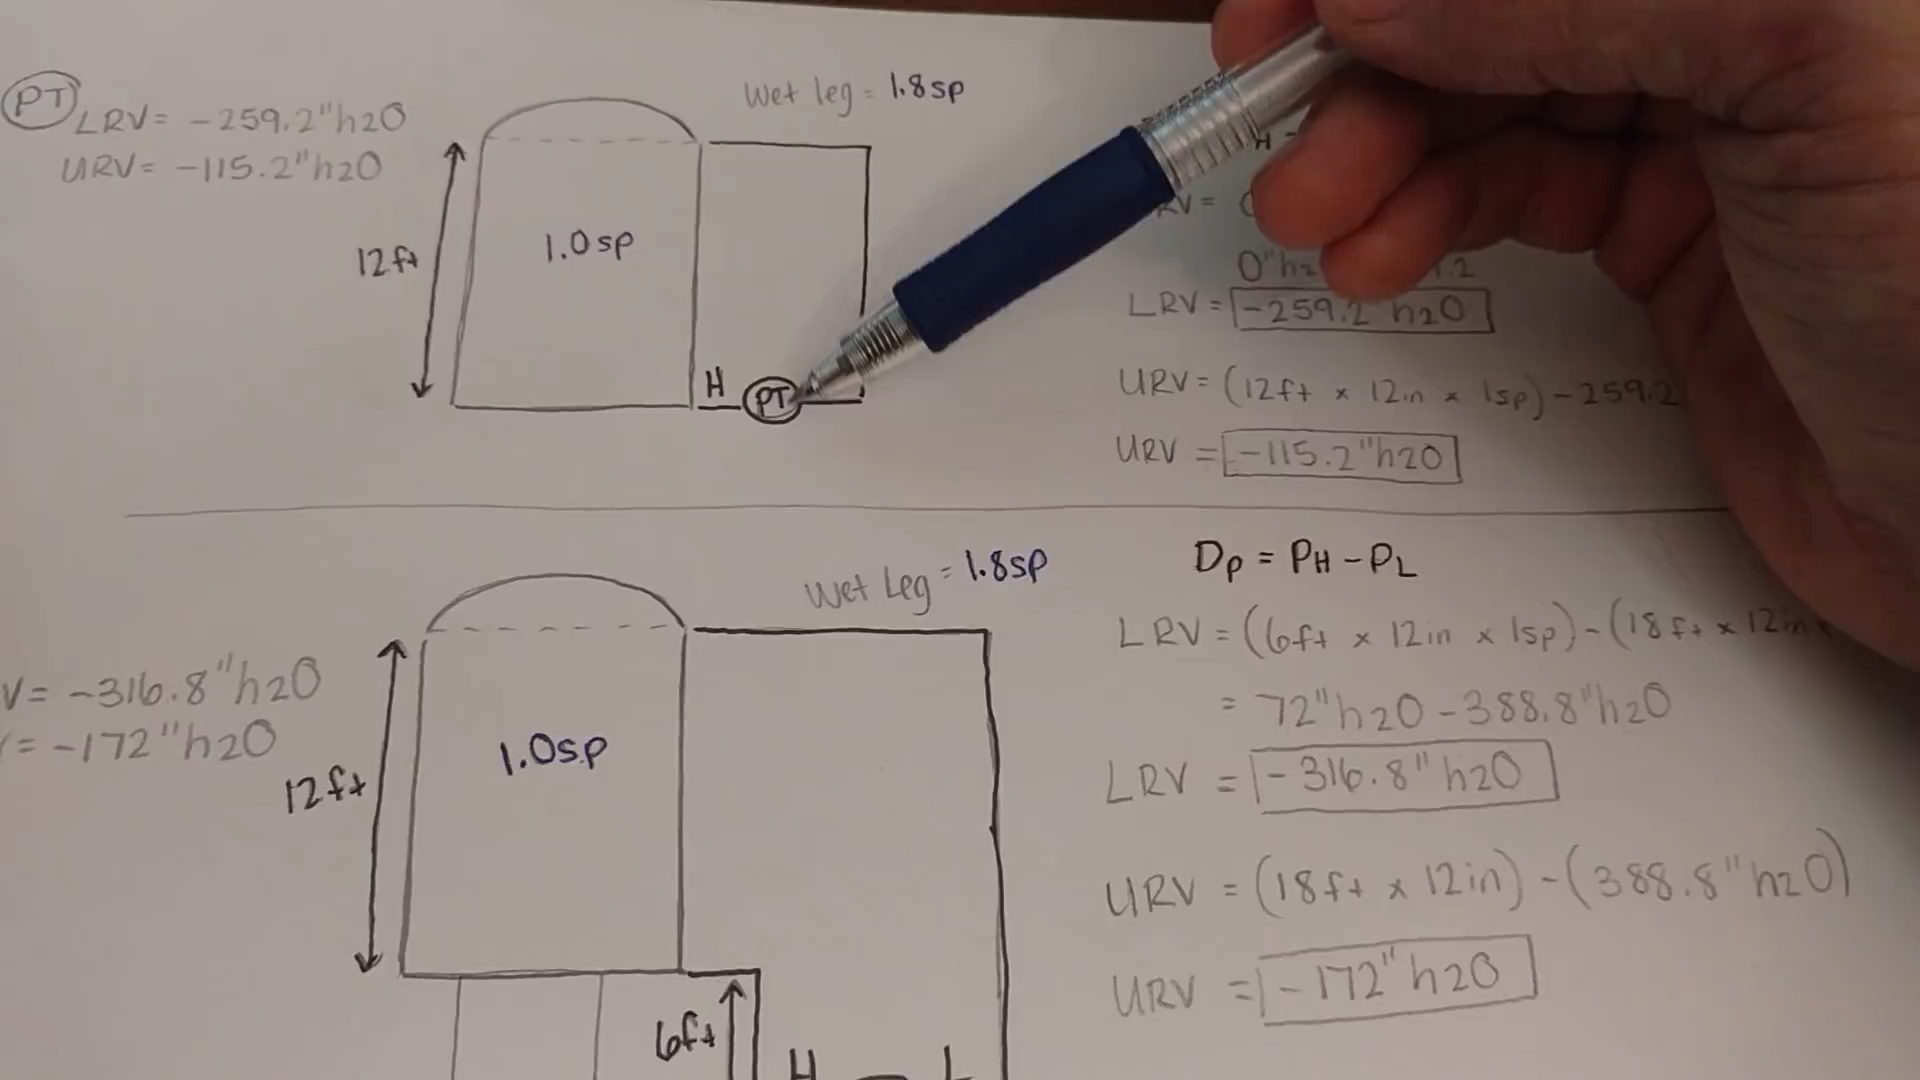 PT
LRV= -259.2"h2O
URV= -115.2"h2O
12ft
1.0sp
Wet leg = 1.8sp
H
PT
H
V=
0"h2 .2
LRV = -259.2"h2O
URV= (12ft x 12in x 1sp) -259.2
URV = -115.2"h2O
V= -316.8"h2O
= -172"h2O
12ft
1.0sp
Wet Leg = 1.8sp
6ft
H L
Dp = PH - PL
LRV = (6ft x 12in x 1sp) - (18ft x 12in x
= 72"h2O - 388.8"h2O
LRV = -316.8"h2O
URV = (18ft x 12in) - (388.8"h2O)
URV = -172"h2O